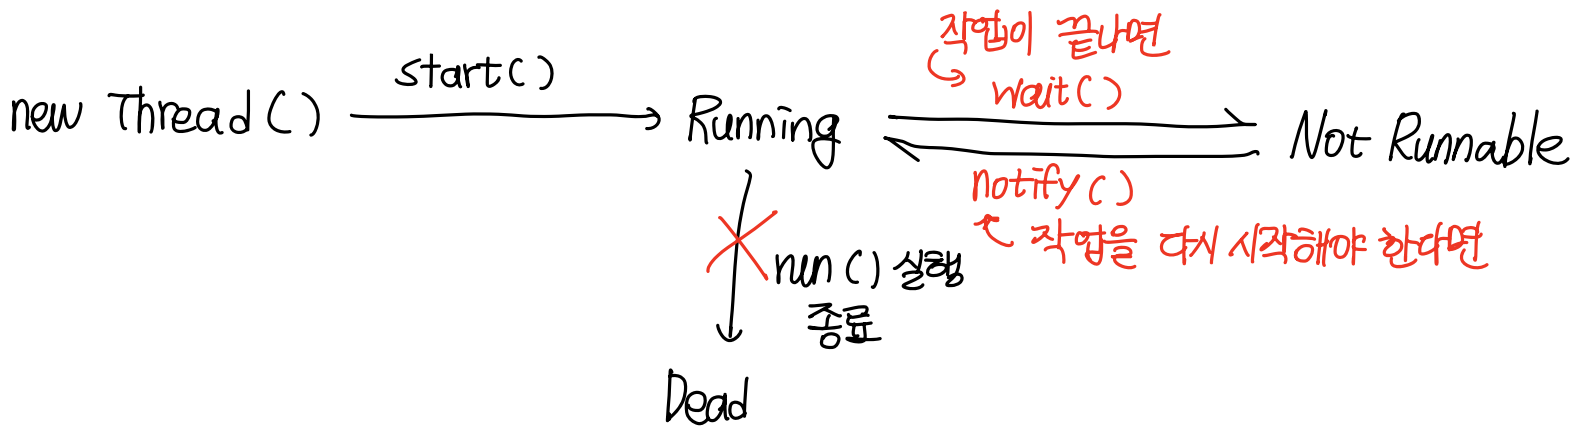 작업이 끝나면
start()
wait()
new Thread()
Running
Not Runnable
notify()
작업을 다시 시작해야 한다면
run() 실행
종료
Dead